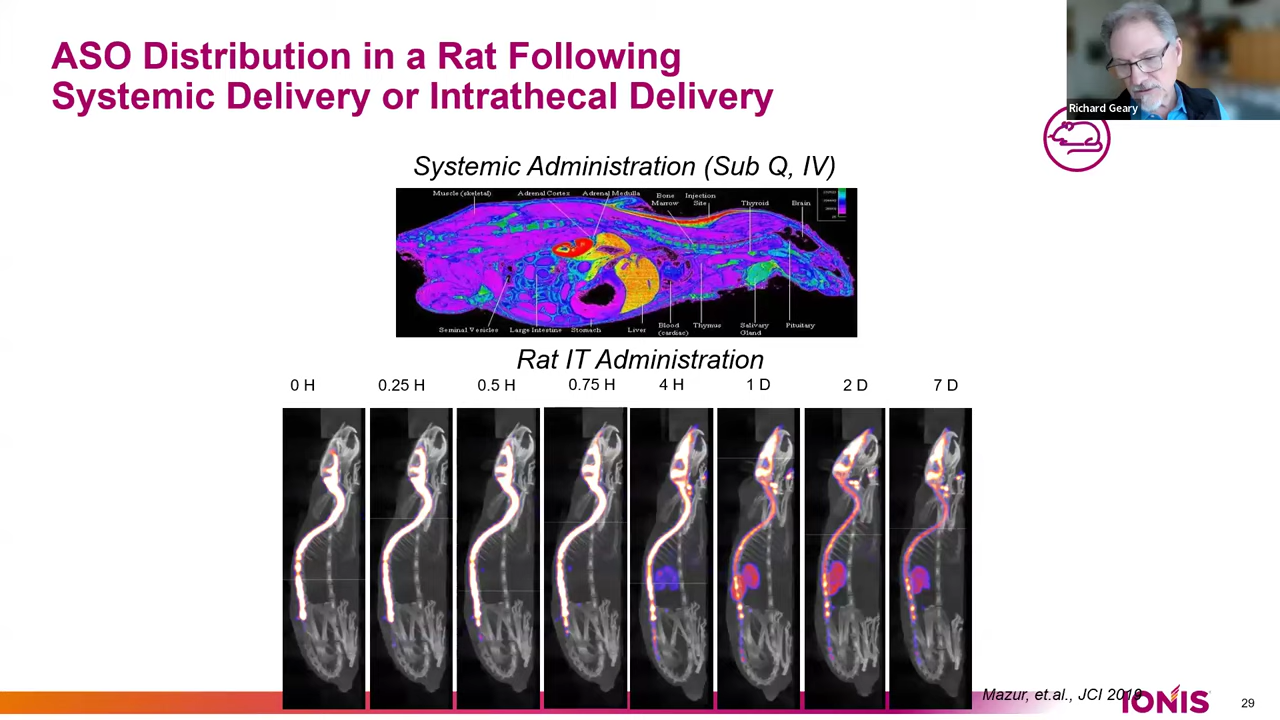 ASO Distribution in a Rat Following
Systemic Delivery or Intrathecal Delivery
Richard Geary
Systemic Administration (Sub Q, IV)
Muscle (skeletal) Adrenal Cortex Adrenal Medulla Bone Marrow Injection Site Thyroid Brain
Seminal Vesicles Large Intestine Stomach Liver Blood (cardiac) Thymus Salivary Gland Pituitary
Rat IT Administration
0 H 0.25 H 0.5 H 0.75 H 4 H 1 D 2 D 7 D
Mazur, et.al., JCI 2019
IONIS
29